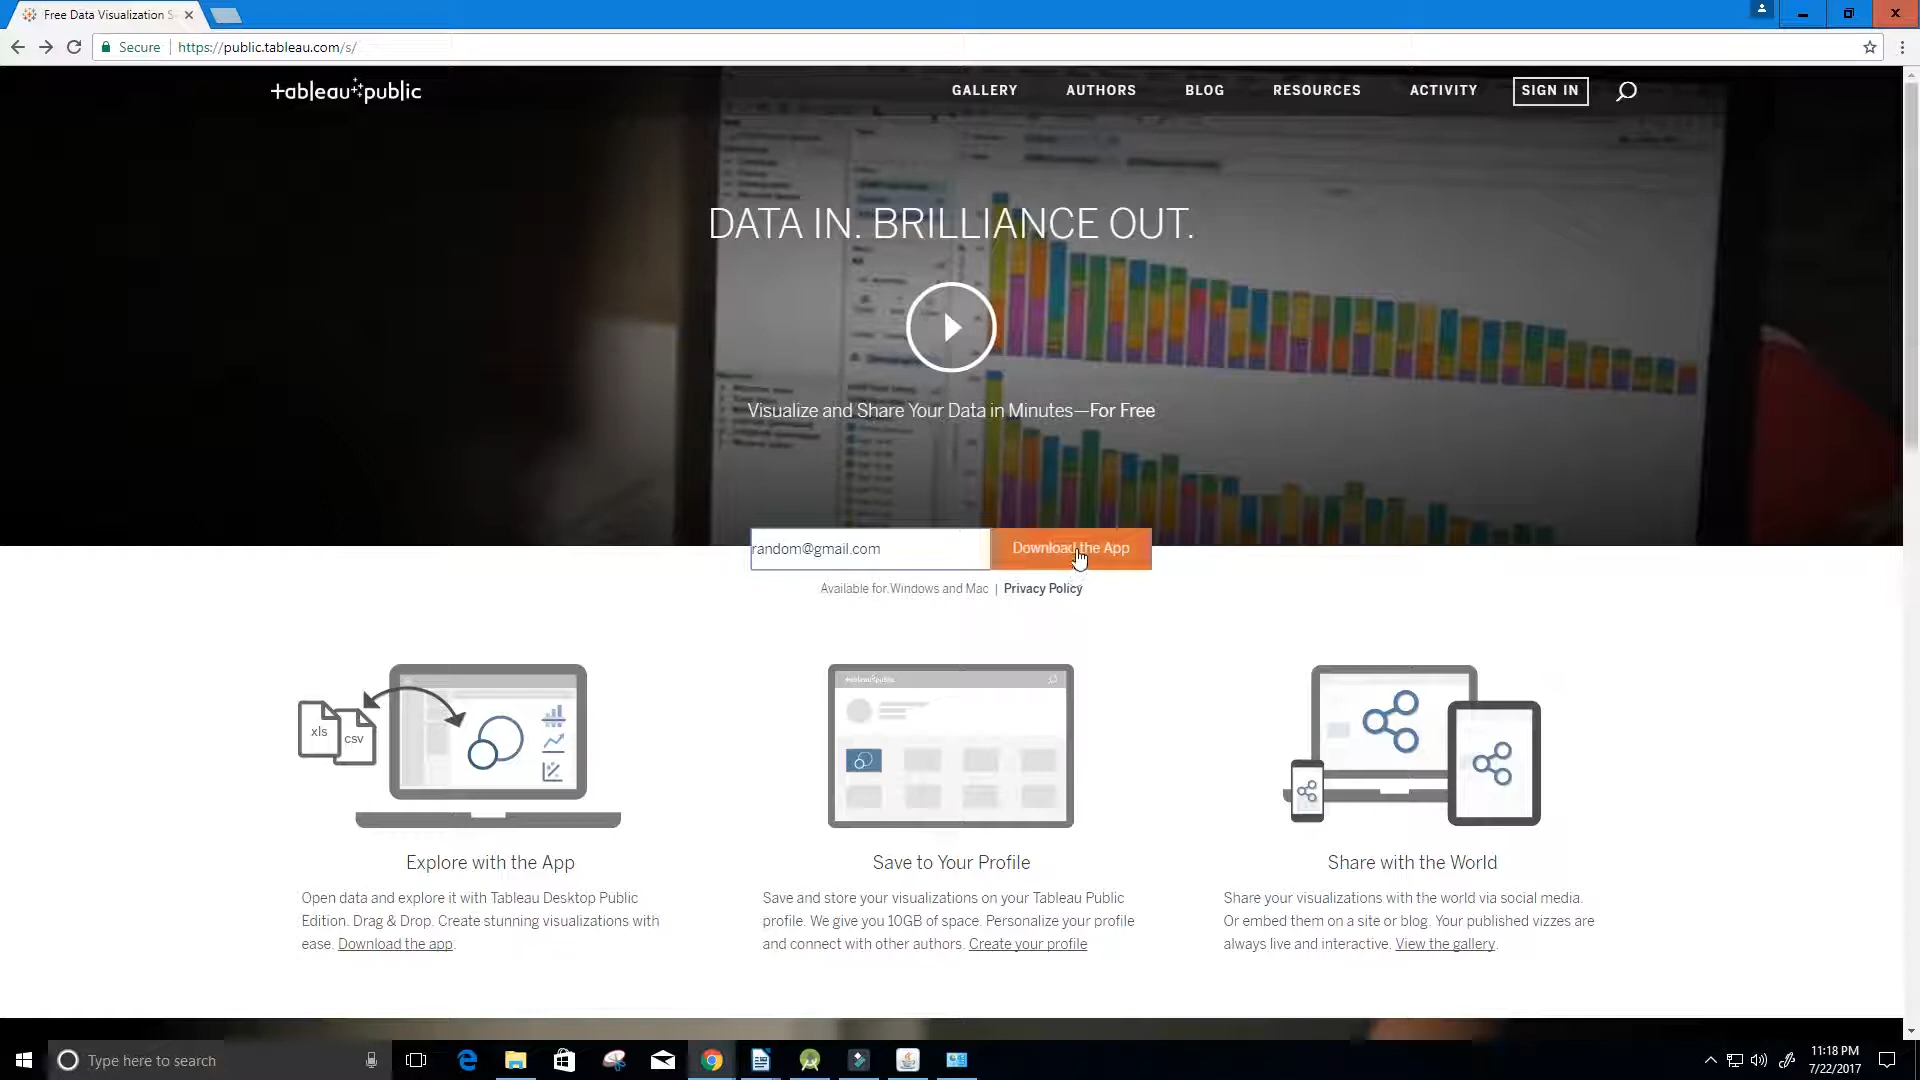 Free Data Visualization S
Secure
https://public.tableau.com/s/
+ableau public
GALLERY
AUTHORS
BLOG
RESOURCES
ACTIVITY
SIGN IN
DATA IN. BRILLIANCE OUT.
Visualize and Share Your Data in Minutes—For Free
random@gmail.com
Download the App
Available for Windows and Mac | Privacy Policy
xls
csv
+ableau public
Explore with the App
Open data and explore it with Tableau Desktop Public
Edition. Drag & Drop. Create stunning visualizations with
ease. Download the app.
Save to Your Profile
Save and store your visualizations on your Tableau Public
profile. We give you 10GB of space. Personalize your profile
and connect with other authors. Create your profile
Share with the World
Share your visualizations with the world via social media.
Or embed them on a site or blog. Your published vizzes are
always live and interactive. View the gallery.
Type here to search
11:18 PM
7/22/2017